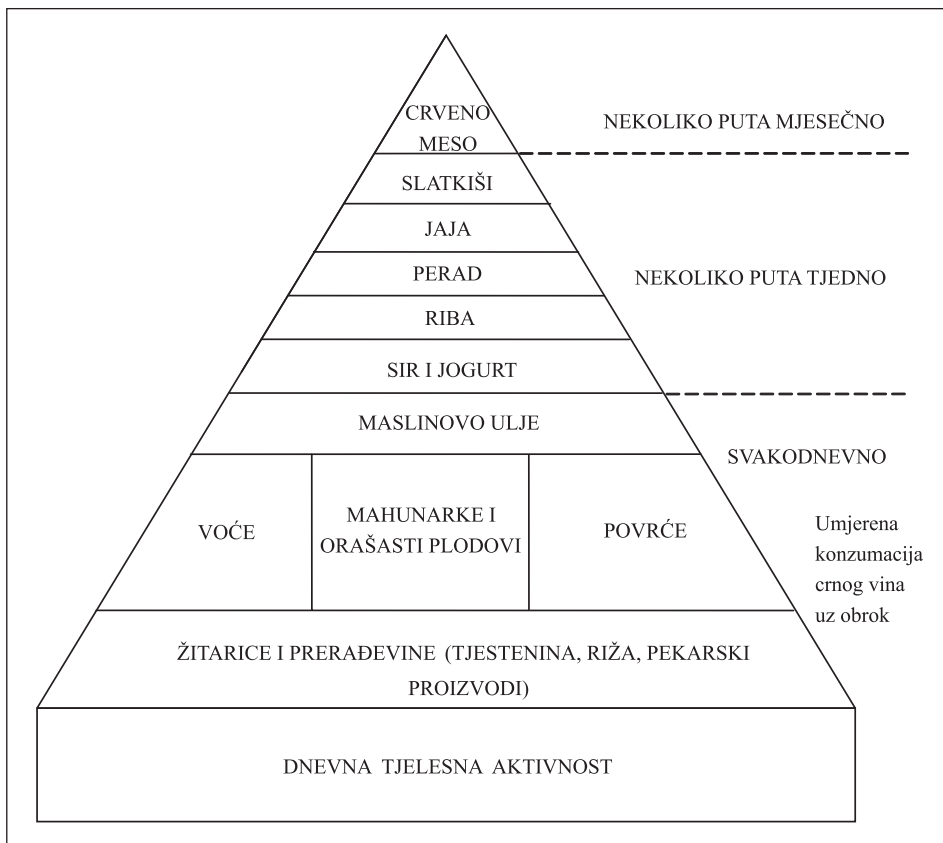 CRVENO
MESO
NEKOLIKO PUTA MJESEČNO
SLATKIŠI
JAJA
PERAD
NEKOLIKO PUTA TJEDNO
RIBA
SIR I JOGURT
MASLINOVO ULJE
SVAKODNEVNO
VOĆE
MAHUNARKE I
ORAŠASTI PLODOVI
POVRĆE
Umjerena
konzumacija
crnog vina
uz obrok
ŽITARICE I PRERAĐEVINE (TJESTENINA, RIŽA, PEKARSKI
PROIZVODI)
DNEVNA TJELESNA AKTIVNOST